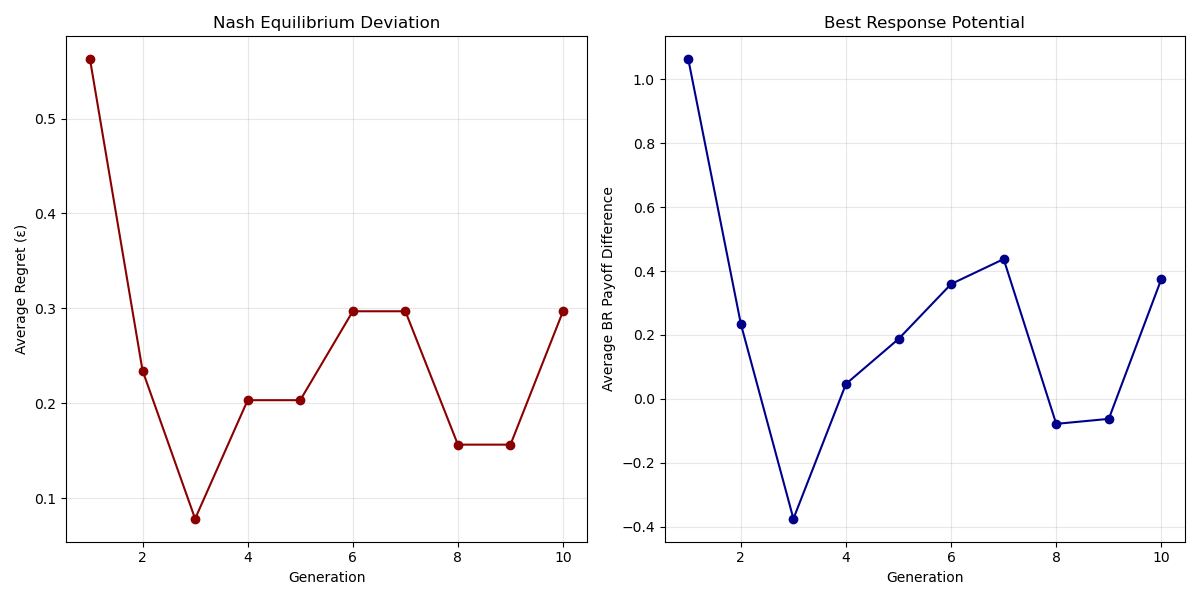 Nash Equilibrium Deviation
Average Regret (ε)
0.5
0.4
0.3
0.2
0.1
2 4 6 8 10
Generation
Best Response Potential
Average BR Payoff Difference
1.0
0.8
0.6
0.4
0.2
0.0
−0.2
−0.4
2 4 6 8 10
Generation